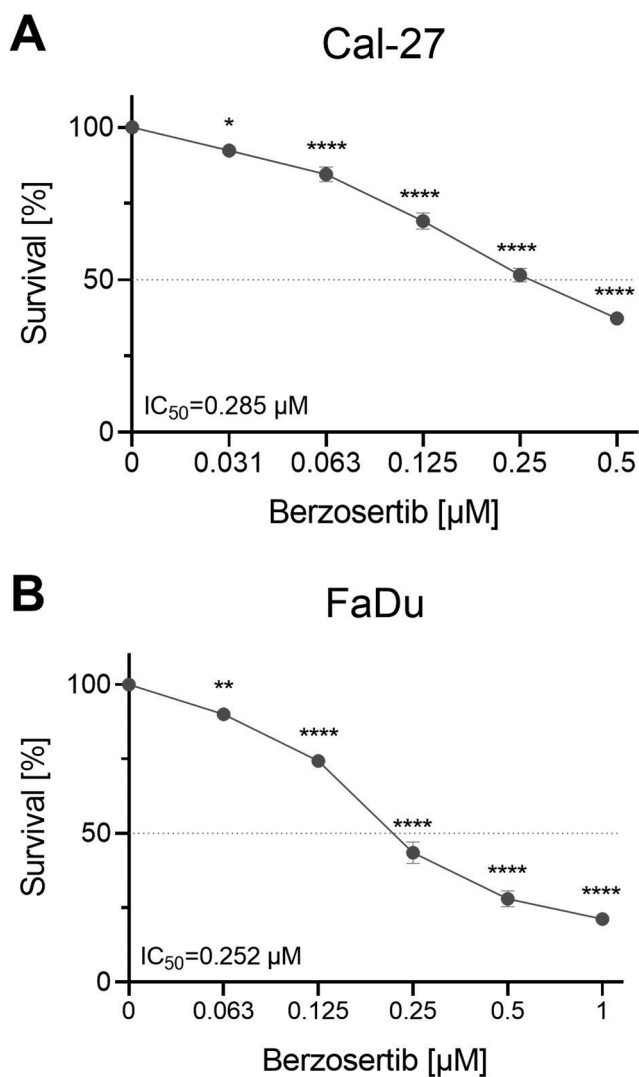 A
Cal-27
Survival [%]
100
50
0
*
****
****
****
****
IC50=0.285 µM
0 0.031 0.063 0.125 0.25 0.5
Berzosertib [µM]
B
FaDu
Survival [%]
100
50
0
**
****
****
****
****
IC50=0.252 µM
0 0.063 0.125 0.25 0.5 1
Berzosertib [µM]